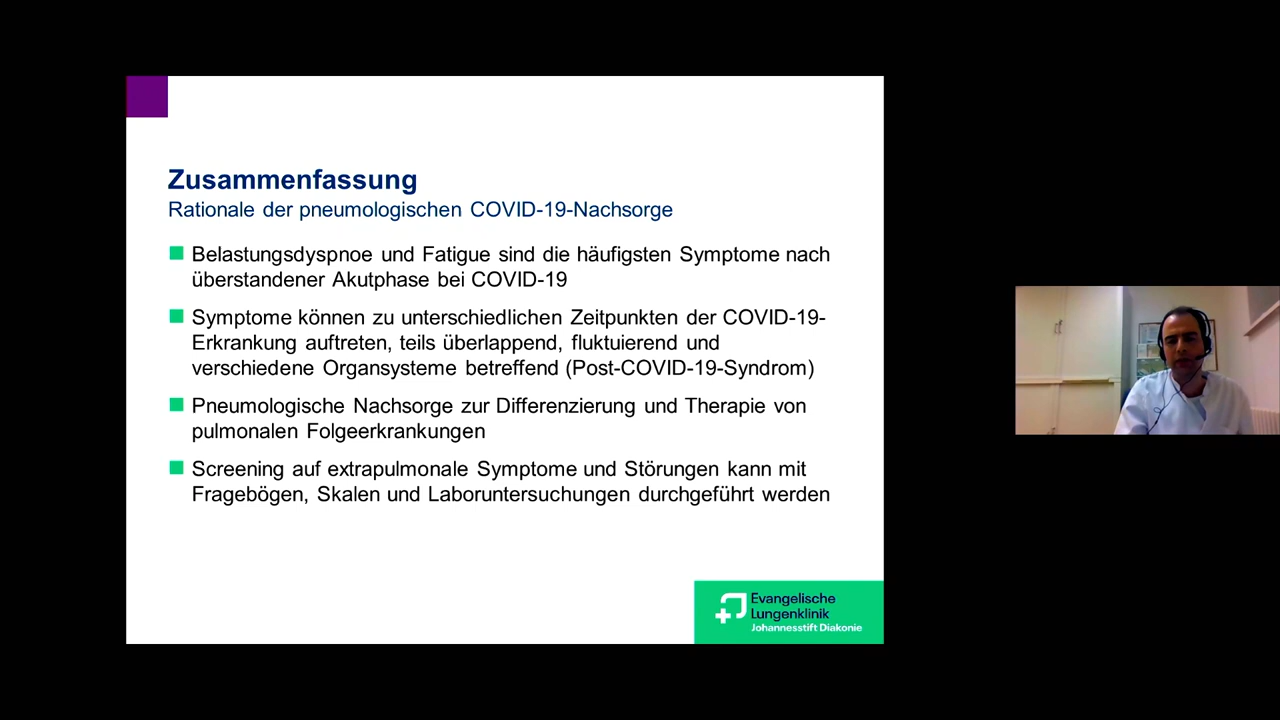 Zusammenfassung
Rationale der pneumologischen COVID-19-Nachsorge
Belastungsdyspnoe und Fatigue sind die häufigsten Symptome nach
überstandener Akutphase bei COVID-19
Symptome können zu unterschiedlichen Zeitpunkten der COVID-19-
Erkrankung auftreten, teils überlappend, fluktuierend und
verschiedene Organsysteme betreffend (Post-COVID-19-Syndrom)
Pneumologische Nachsorge zur Differenzierung und Therapie von
pulmonalen Folgeerkrankungen
Screening auf extrapulmonale Symptome und Störungen kann mit
Fragebögen, Skalen und Laboruntersuchungen durchgeführt werden
Evangelische
Lungenklinik
Johannesstift Diakonie